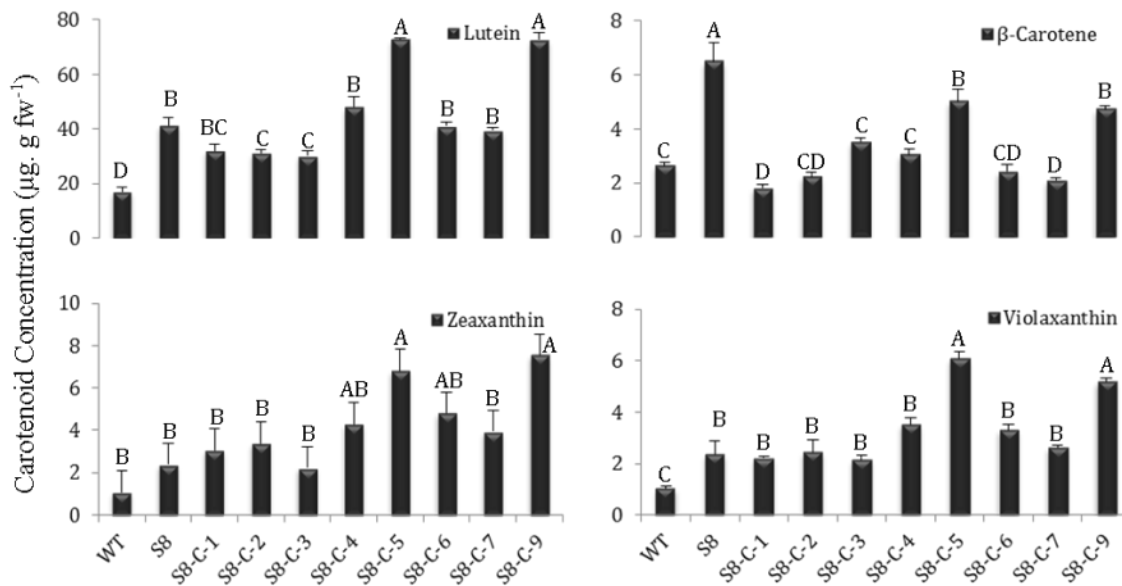 Carotenoid Concentration (µg. g fw⁻¹)
80
60
40
20
0
Lutein
D B BC C C B A B B A
8
6
4
2
0
β-Carotene
C A D CD C C B CD D B
10
8
6
4
2
0
Zeaxanthin
B B B B B AB A AB B A
WT S8 S8-C-1 S8-C-2 S8-C-3 S8-C-4 S8-C-5 S8-C-6 S8-C-7 S8-C-9
8
6
4
2
0
Violaxanthin
C B B B B B A B B A
WT S8 S8-C-1 S8-C-2 S8-C-3 S8-C-4 S8-C-5 S8-C-6 S8-C-7 S8-C-9